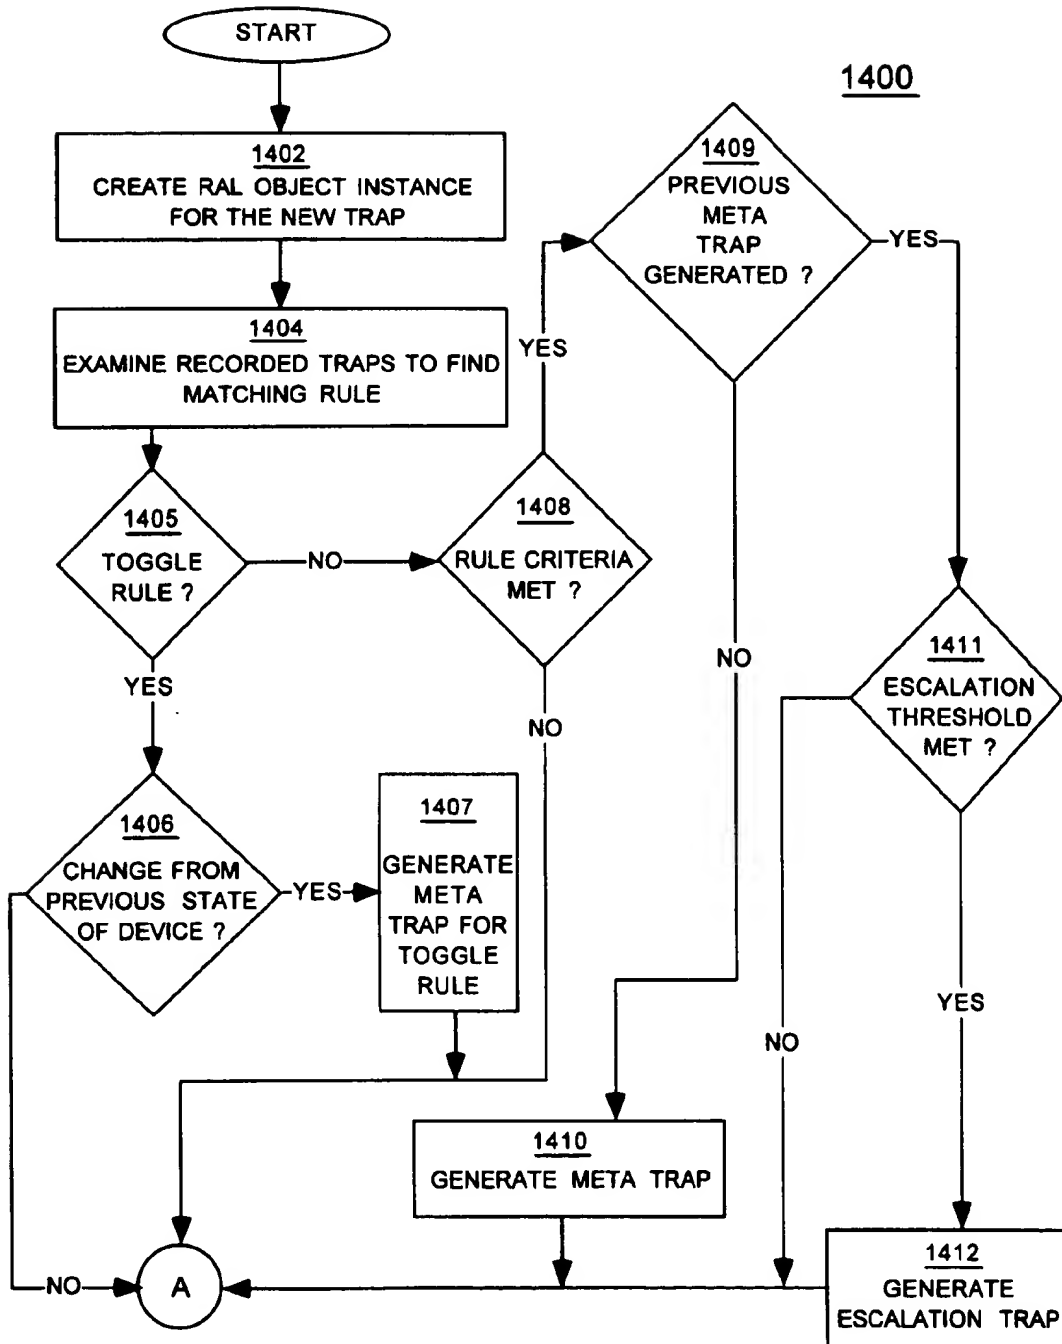 START
1400
1402
CREATE RAL OBJECT INSTANCE
FOR THE NEW TRAP
1404
EXAMINE RECORDED TRAPS TO FIND
MATCHING RULE
1405
TOGGLE
RULE ?
NO
YES
1408
RULE CRITERIA
MET ?
YES
NO
1409
PREVIOUS
META
TRAP
GENERATED ?
YES
NO
1411
ESCALATION
THRESHOLD
MET ?
NO
YES
1406
CHANGE FROM
PREVIOUS STATE
OF DEVICE ?
YES
NO
1407
GENERATE
META
TRAP FOR
TOGGLE
RULE
1410
GENERATE META TRAP
1412
GENERATE
ESCALATION TRAP
A